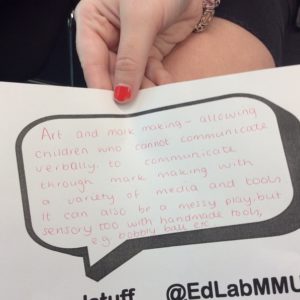 Art and mark making - allowing
children who cannot communicate
verbally, to communicate
through mark making with
a variety of media and tools
It can also be a messy play, but
sensory too with handmade tools,
e.g. bobbly ball etc
stuff @EdLabMMU